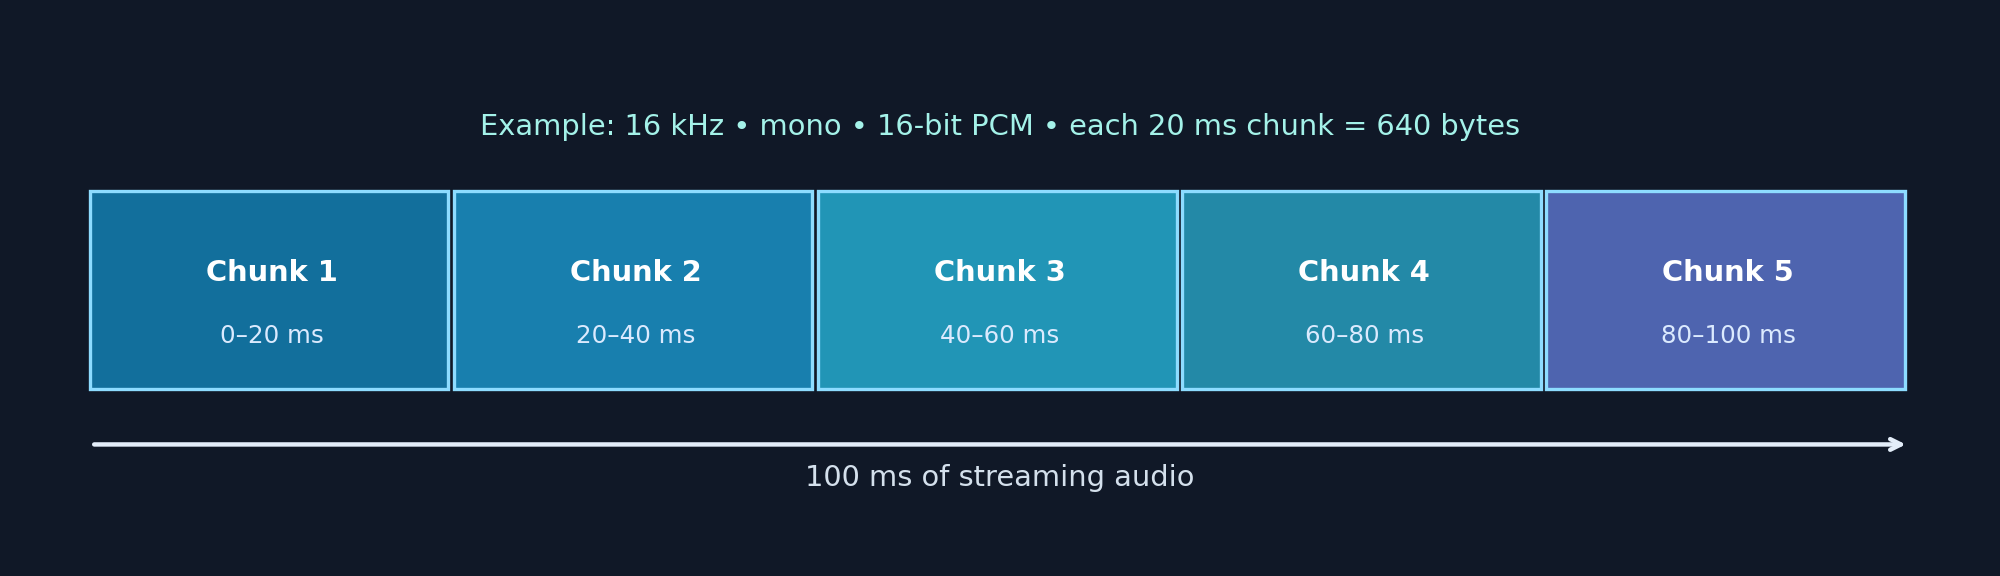 Example: 16 kHz • mono • 16-bit PCM • each 20 ms chunk = 640 bytes
Chunk 1
0–20 ms
Chunk 2
20–40 ms
Chunk 3
40–60 ms
Chunk 4
60–80 ms
Chunk 5
80–100 ms
100 ms of streaming audio